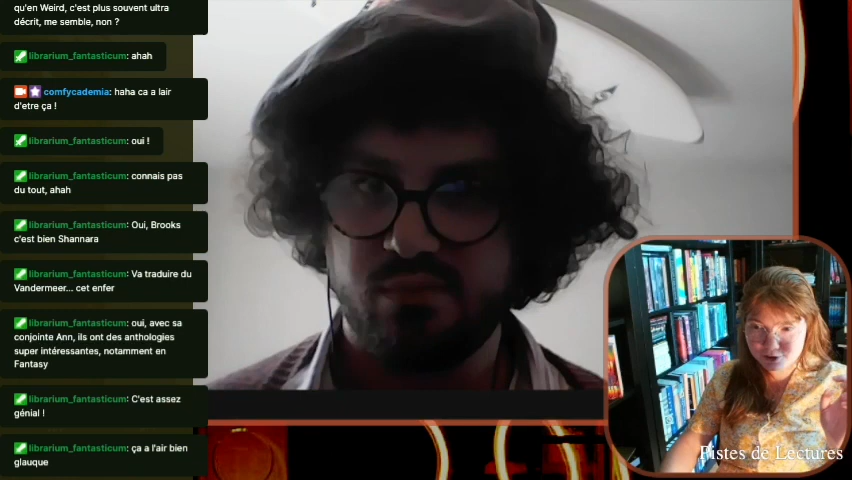 qu'en Weird, c'est plus souvent ultra
décrit, me semble, non ?
librarium_fantasticum: ahah
comfycademia: haha ca a lair
d'etre ça !
librarium_fantasticum: oui !
librarium_fantasticum: connais pas
du tout, ahah
librarium_fantasticum: Oui, Brooks
c'est bien Shannara
librarium_fantasticum: Va traduire du
Vandermeer... cet enfer
librarium_fantasticum: oui, avec sa
conjointe Ann, ils ont des anthologies
super intéressantes, notamment en
Fantasy
librarium_fantasticum: C'est assez
génial !
librarium_fantasticum: ça a l'air bien
glauque
Pistes de Lectures